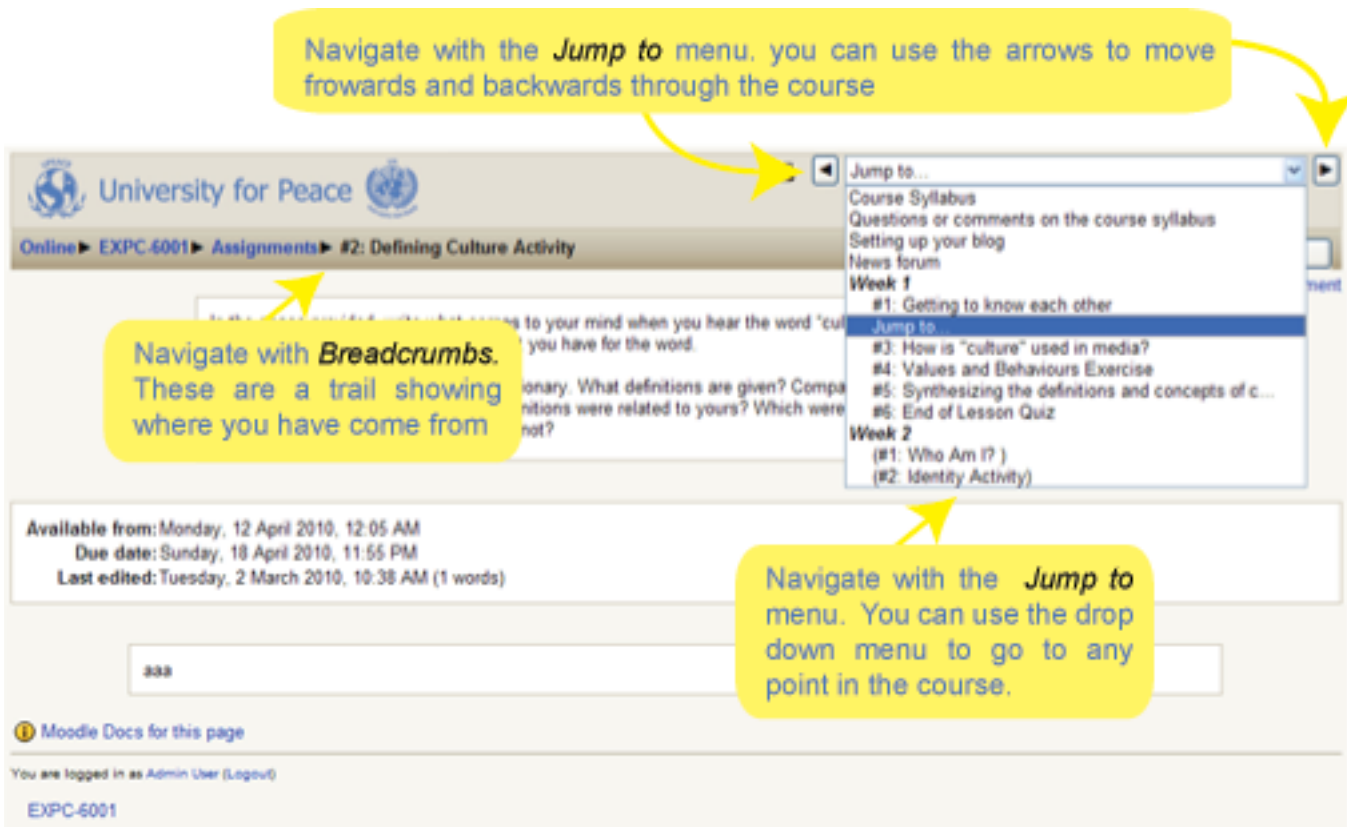 Navigate with the Jump to menu. you can use the arrows to move
frowards and backwards through the course
University for Peace
Jump to...
Course Syllabus
Questions or comments on the course syllabus
Setting up your blog
News forum
Week 1
#1: Getting to know each other
Jump to...
#3: How is "culture" used in media?
#4: Values and Behaviours Exercise
#5: Synthesizing the definitions and concepts of c...
#6: End of Lesson Quiz
Week 2
(#1: Who Am I? )
(#2: Identity Activity)
Online ► EXPC-6001 ► Assignments ► #2: Defining Culture Activity
to your mind when you hear the word "cul
you have for the word.
What definitions are given? Compa
were related to yours? Which were
not?
Navigate with Breadcrumbs.
These are a trail showing
where you have come from
Available from: Monday, 12 April 2010, 12:05 AM
Due date: Sunday, 18 April 2010, 11:55 PM
Last edited: Tuesday, 2 March 2010, 10:38 AM (1 words)
Navigate with the Jump to
menu. You can use the drop
down menu to go to any
point in the course.
aaa
Moodle Docs for this page
You are logged in as Admin User (Logout)
EXPC-6001